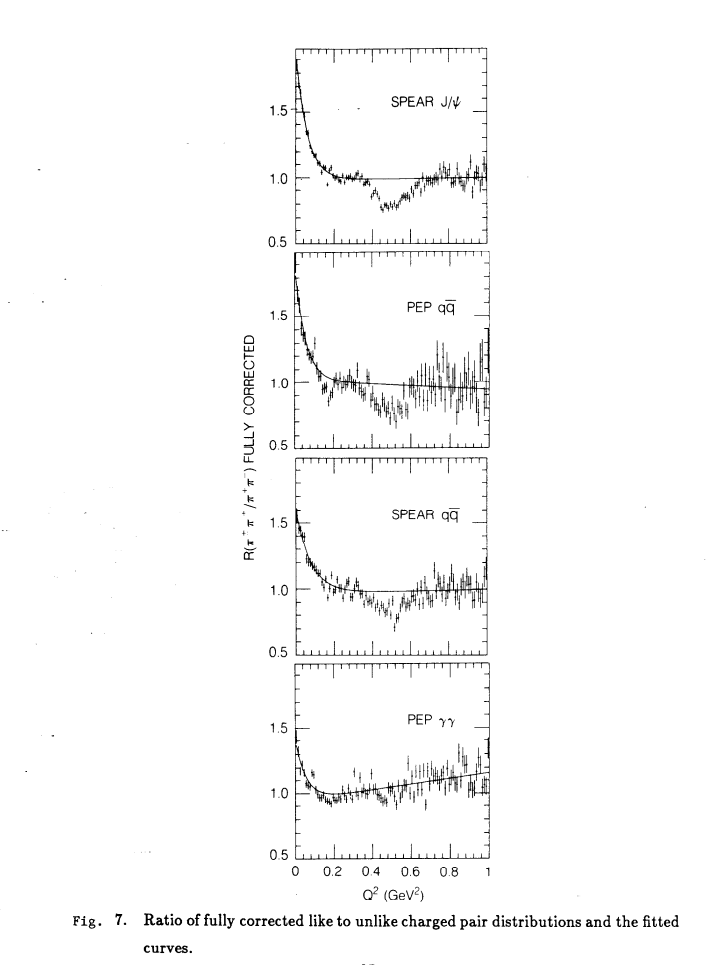 SPEAR J/ψ
1.5
1.0
0.5
PEP qq̅
1.5
1.0
0.5
R(π⁺π⁺/π⁺π⁻) FULLY CORRECTED
SPEAR qq̅
1.5
1.0
0.5
PEP γγ
1.5
1.0
0.5
0 0.2 0.4 0.6 0.8 1
Q² (GeV²)
Fig. 7. Ratio of fully corrected like to unlike charged pair distributions and the fitted
curves.